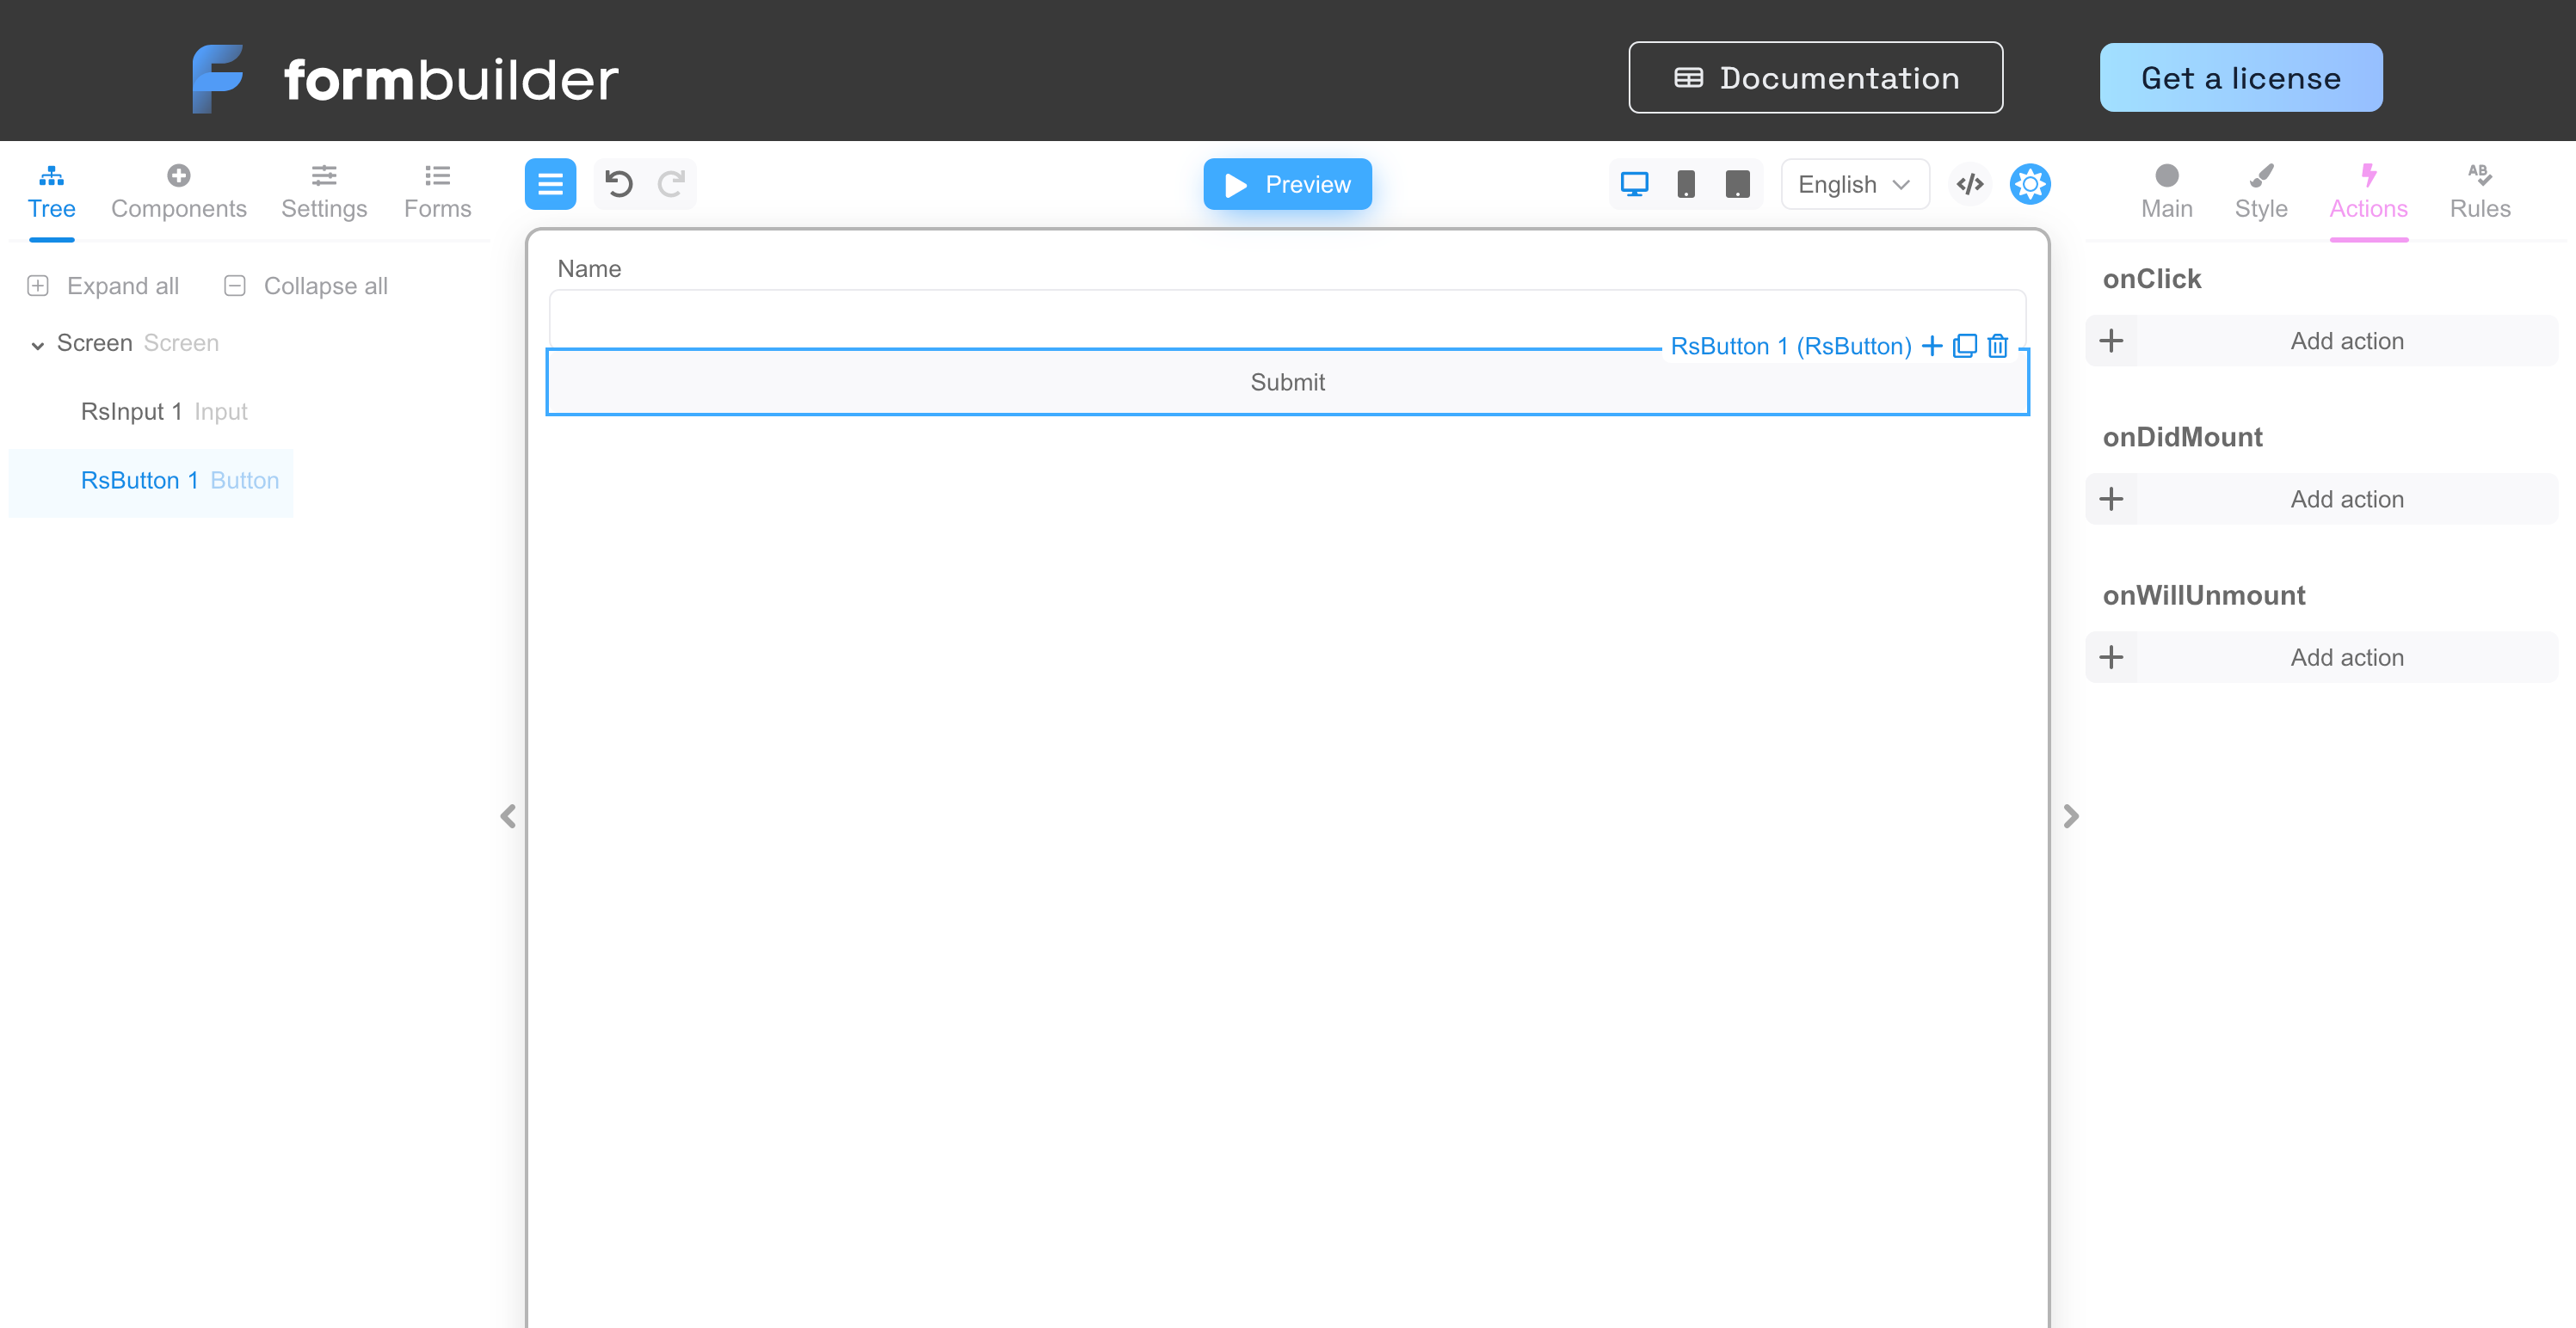 formbuilder
Documentation
Get a license
Tree
Components
Settings
Forms
Preview
English
Main
Style
Actions
AB
Rules
Expand all
Collapse all
Screen Screen
RsInput 1 Input
RsButton 1 Button
Name
RsButton 1 (RsButton)
Submit
onClick
Add action
onDidMount
Add action
onWillUnmount
Add action